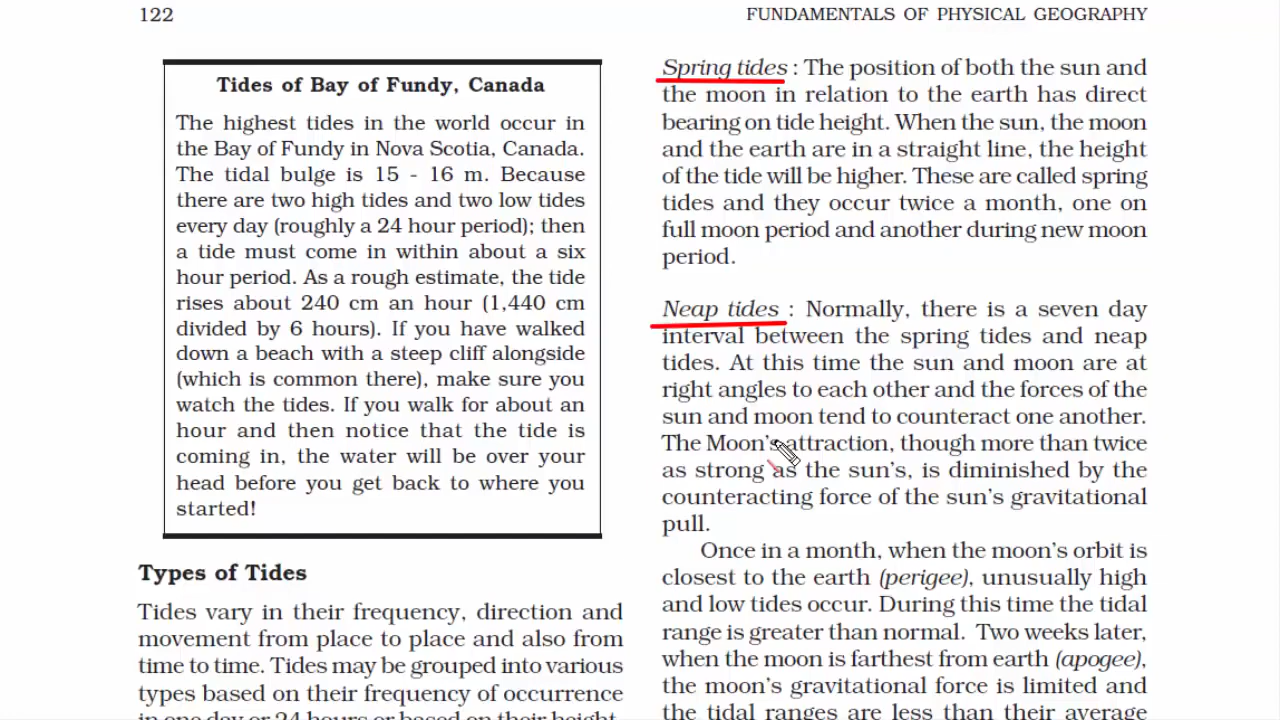 122
FUNDAMENTALS OF PHYSICAL GEOGRAPHY
Tides of Bay of Fundy, Canada
The highest tides in the world occur in
the Bay of Fundy in Nova Scotia, Canada.
The tidal bulge is 15 - 16 m. Because
there are two high tides and two low tides
every day (roughly a 24 hour period); then
a tide must come in within about a six
hour period. As a rough estimate, the tide
rises about 240 cm an hour (1,440 cm
divided by 6 hours). If you have walked
down a beach with a steep cliff alongside
(which is common there), make sure you
watch the tides. If you walk for about an
hour and then notice that the tide is
coming in, the water will be over your
head before you get back to where you
started!
Types of Tides
Tides vary in their frequency, direction and
movement from place to place and also from
time to time. Tides may be grouped into various
types based on their frequency of occurrence
in one day or 24 hours or based on their height.
Spring tides : The position of both the sun and
the moon in relation to the earth has direct
bearing on tide height. When the sun, the moon
and the earth are in a straight line, the height
of the tide will be higher. These are called spring
tides and they occur twice a month, one on
full moon period and another during new moon
period.
Neap tides : Normally, there is a seven day
interval between the spring tides and neap
tides. At this time the sun and moon are at
right angles to each other and the forces of the
sun and moon tend to counteract one another.
The Moon's attraction, though more than twice
as strong as the sun's, is diminished by the
counteracting force of the sun's gravitational
pull.
Once in a month, when the moon's orbit is
closest to the earth (perigee), unusually high
and low tides occur. During this time the tidal
range is greater than normal. Two weeks later,
when the moon is farthest from earth (apogee),
the moon's gravitational force is limited and
the tidal ranges are less than their average